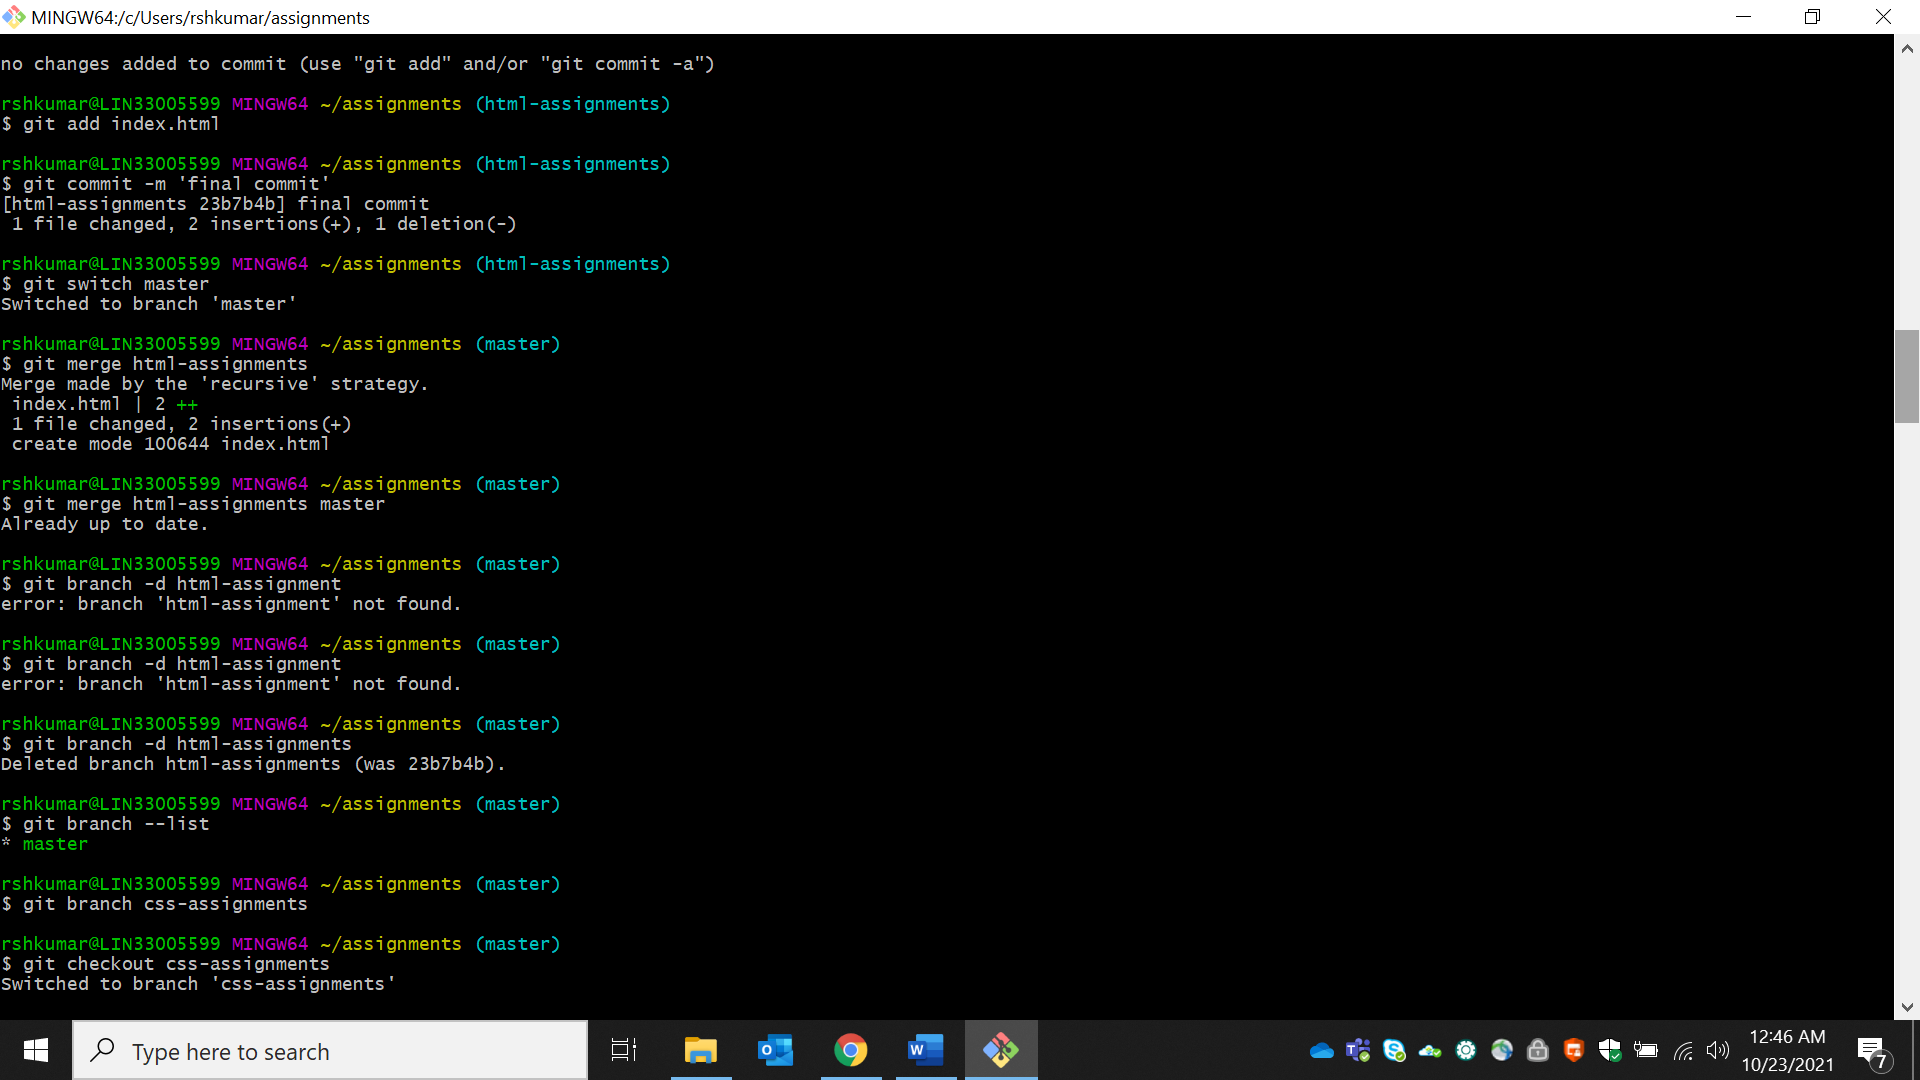 MINGW64:/c/Users/rshkumar/assignments
no changes added to commit (use "git add" and/or "git commit -a")
rshkumar@LIN33005599 MINGW64 ~/assignments (html-assignments)
$ git add index.html
rshkumar@LIN33005599 MINGW64 ~/assignments (html-assignments)
$ git commit -m 'final commit'
[html-assignments 23b7b4b] final commit
1 file changed, 2 insertions(+), 1 deletion(-)
rshkumar@LIN33005599 MINGW64 ~/assignments (html-assignments)
$ git switch master
Switched to branch 'master'
rshkumar@LIN33005599 MINGW64 ~/assignments (master)
$ git merge html-assignments
Merge made by the 'recursive' strategy.
index.html | 2 ++
1 file changed, 2 insertions(+)
create mode 100644 index.html
rshkumar@LIN33005599 MINGW64 ~/assignments (master)
$ git merge html-assignments master
Already up to date.
rshkumar@LIN33005599 MINGW64 ~/assignments (master)
$ git branch -d html-assignment
error: branch 'html-assignment' not found.
rshkumar@LIN33005599 MINGW64 ~/assignments (master)
$ git branch -d html-assignment
error: branch 'html-assignment' not found.
rshkumar@LIN33005599 MINGW64 ~/assignments (master)
$ git branch -d html-assignments
Deleted branch html-assignments (was 23b7b4b).
rshkumar@LIN33005599 MINGW64 ~/assignments (master)
$ git branch --list
* master
rshkumar@LIN33005599 MINGW64 ~/assignments (master)
$ git branch css-assignments
rshkumar@LIN33005599 MINGW64 ~/assignments (master)
$ git checkout css-assignments
Switched to branch 'css-assignments'
Type here to search
12:46 AM
10/23/2021
7